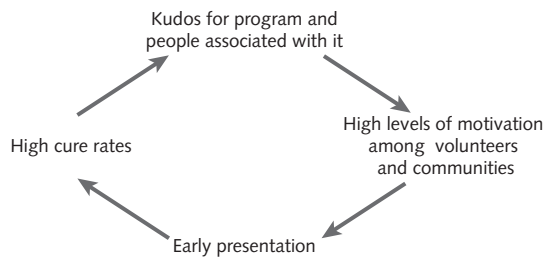 Kudos for program and
people associated with it
High levels of motivation
among volunteers
and communities
High cure rates
Early presentation